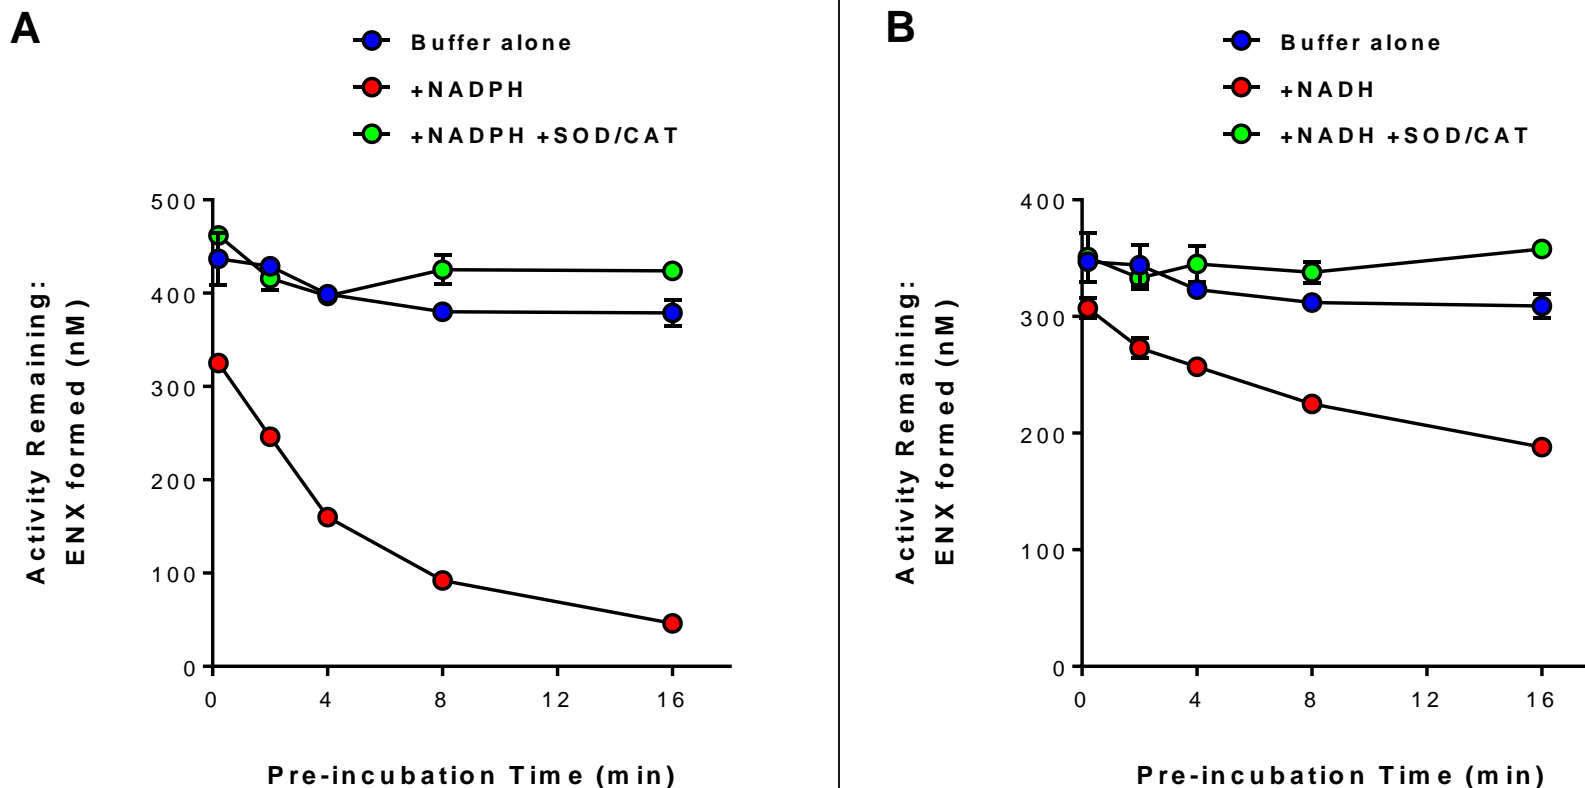 A
Buffer alone
+NADPH
+NADPH +SOD/CAT
500
400
300
200
100
0
0 4 8 12 16
Activity Remaining:
ENX formed (nM)
Pre-incubation Time (min)
B
Buffer alone
+NADH
+NADH +SOD/CAT
400
300
200
100
0
0 4 8 12 16
Activity Remaining:
ENX formed (nM)
Pre-incubation Time (min)